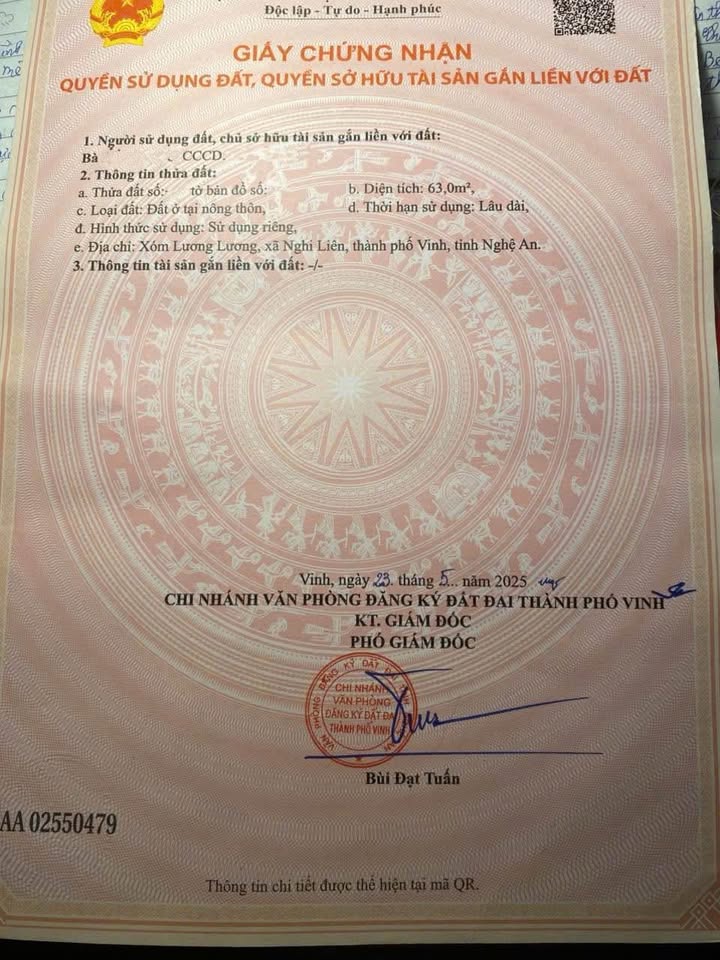 Độc lập - Tự do - Hạnh phúc
GIẤY CHỨNG NHẬN
QUYỀN SỬ DỤNG ĐẤT, QUYỀN SỞ HỮU TÀI SẢN GẮN LIỀN VỚI ĐẤT
1. Người sử dụng đất, chủ sở hữu tài sản gắn liền với đất:
Bà CCCD.
2. Thông tin thửa đất:
a. Thửa đất số: tờ bản đồ số: b. Diện tích: 63,0m²,
c. Loại đất: Đất ở tại nông thôn, d. Thời hạn sử dụng: Lâu dài,
đ. Hình thức sử dụng: Sử dụng riêng,
e. Địa chỉ: Xóm Lương Lương, xã Nghi Liên, thành phố Vinh, tỉnh Nghệ An.
3. Thông tin tài sản gắn liền với đất: -/-
Vinh, ngày 23. tháng 5... năm 2025
CHI NHÁNH VĂN PHÒNG ĐĂNG KÝ ĐẤT ĐAI THÀNH PHỐ VINH
KT. GIÁM ĐỐC
PHÓ GIÁM ĐỐC
VĂN PHÒNG ĐĂNG KÝ ĐẤT ĐAI
CHI NHÁNH
VĂN PHÒNG
ĐĂNG KÝ ĐẤT ĐAI
THÀNH PHỐ VINH
Bùi Đạt Tuấn
AA 02550479
Thông tin chi tiết được thể hiện tại mã QR.